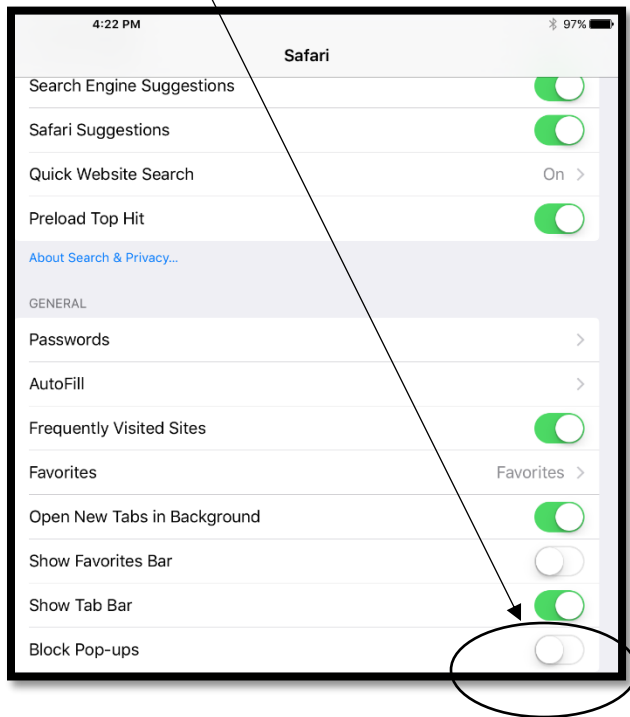 4:22 PM 97%
Safari
Search Engine Suggestions
Safari Suggestions
Quick Website Search On
Preload Top Hit
About Search & Privacy...
GENERAL
Passwords
AutoFill
Frequently Visited Sites
Favorites Favorites
Open New Tabs in Background
Show Favorites Bar
Show Tab Bar
Block Pop-ups